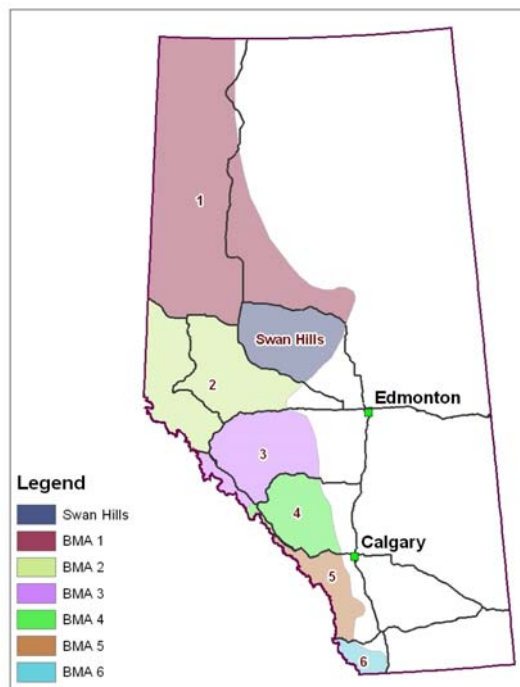 1
Swan Hills
2
Edmonton
3
4
Calgary
5
6
Legend
Swan Hills
BMA 1
BMA 2
BMA 3
BMA 4
BMA 5
BMA 6